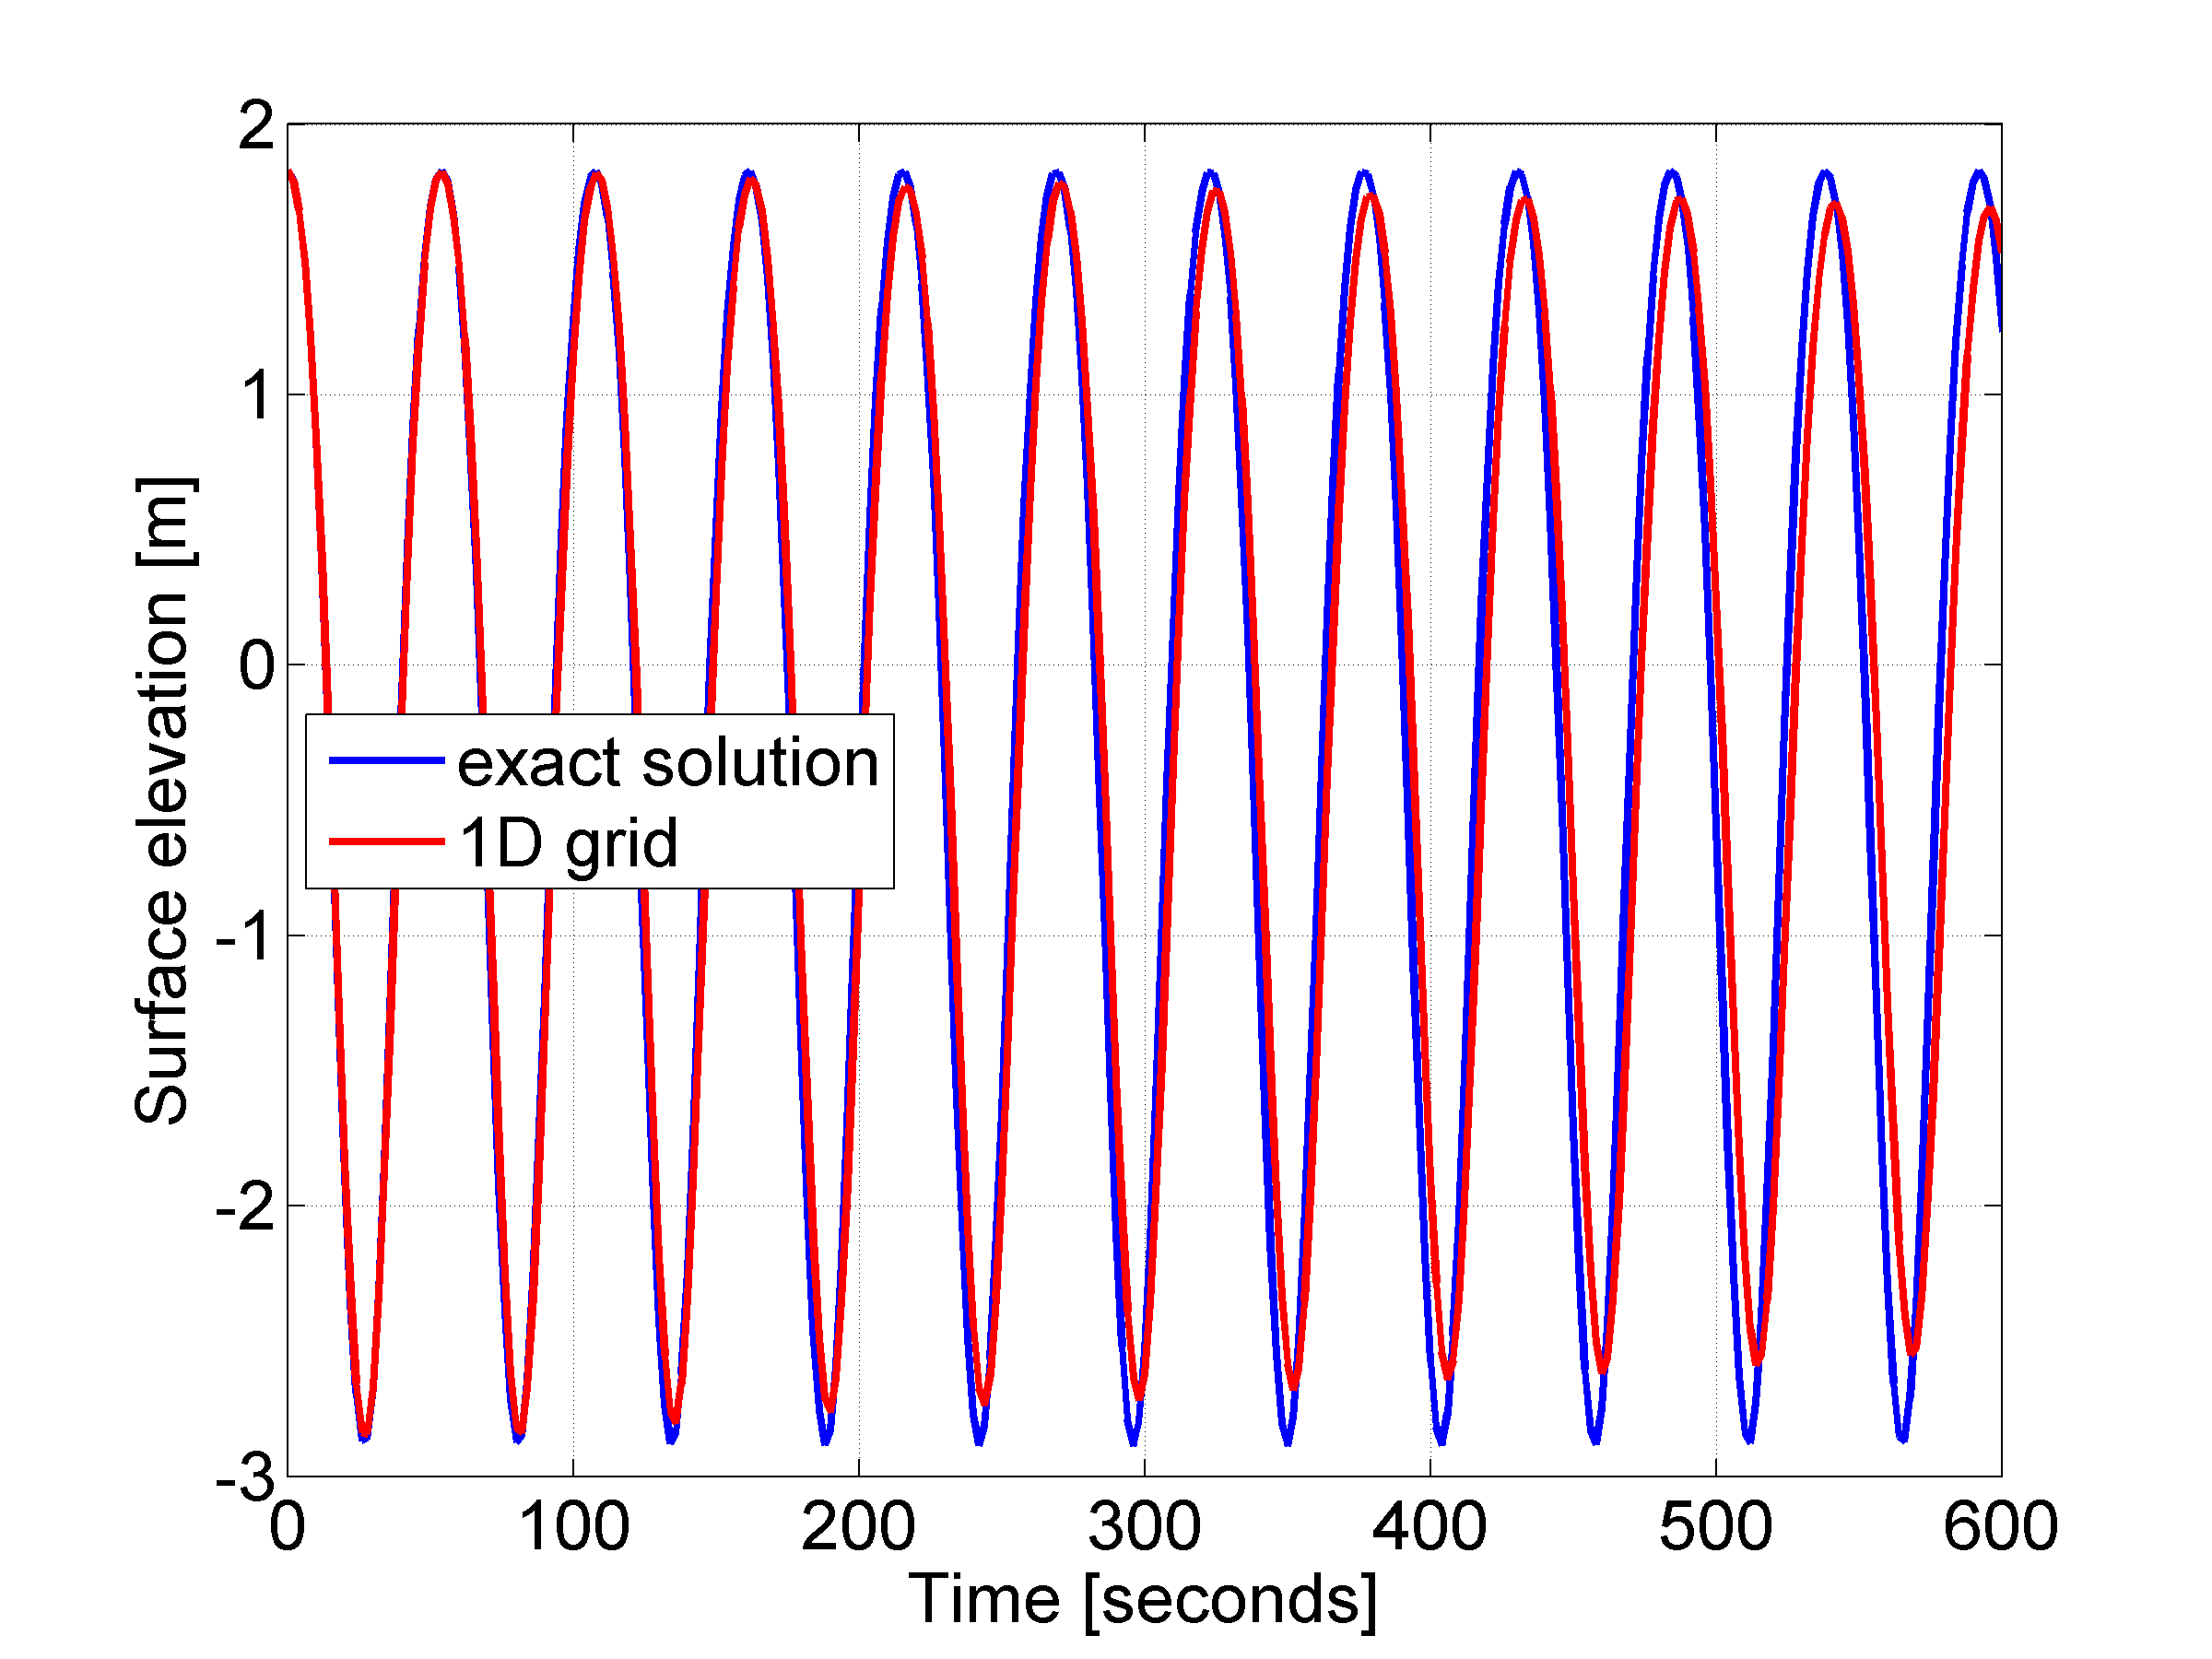 2
1
0
-1
-2
-3
Surface elevation [m]
exact solution
1D grid
0 100 200 300 400 500 600
Time [seconds]